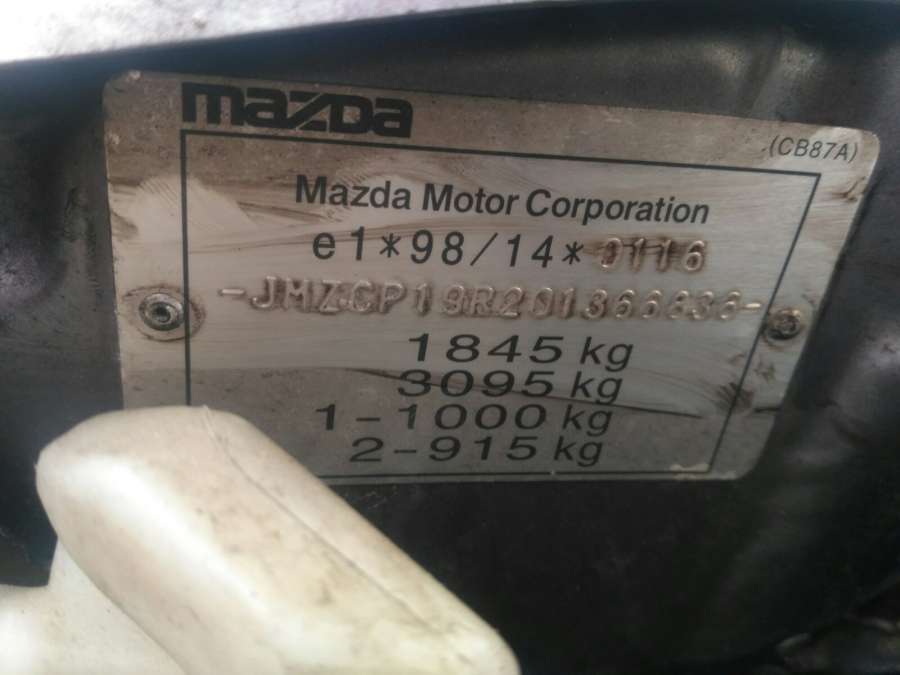 mazda
(CB87A)
Mazda Motor Corporation
e1*98/14*0116
-JMZCP19R201366636-
1845 kg
3095 kg
1-1000 kg
2-915 kg